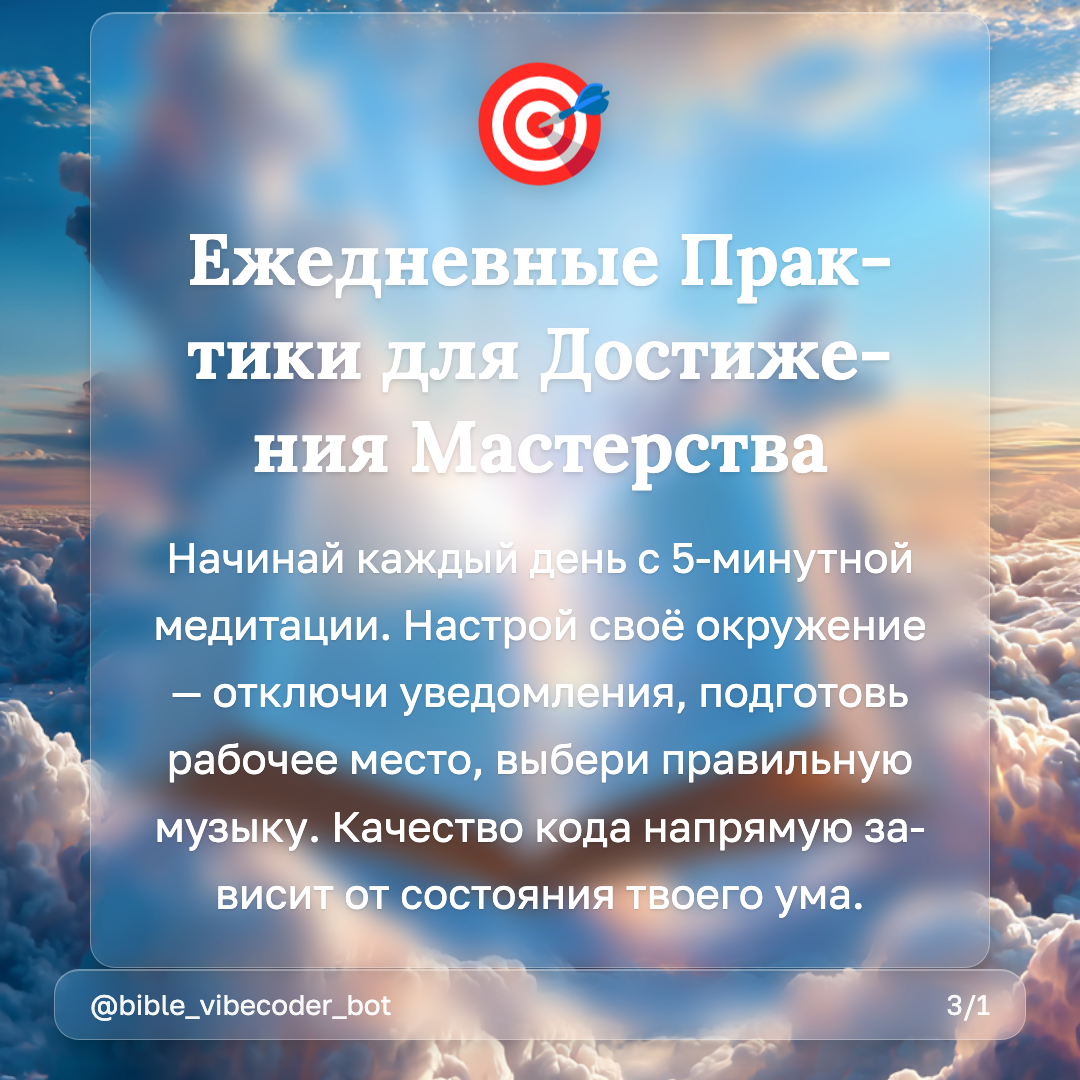 Ежедневные Прак-
тики для Достиже-
ния Мастерства
Начинай каждый день с 5-минутной
медитации. Настрой своё окружение
— отключи уведомления, подготовь
рабочее место, выбери правильную
музыку. Качество кода напрямую за-
висит от состояния твоего ума.
@bible_vibecoder_bot
3/1